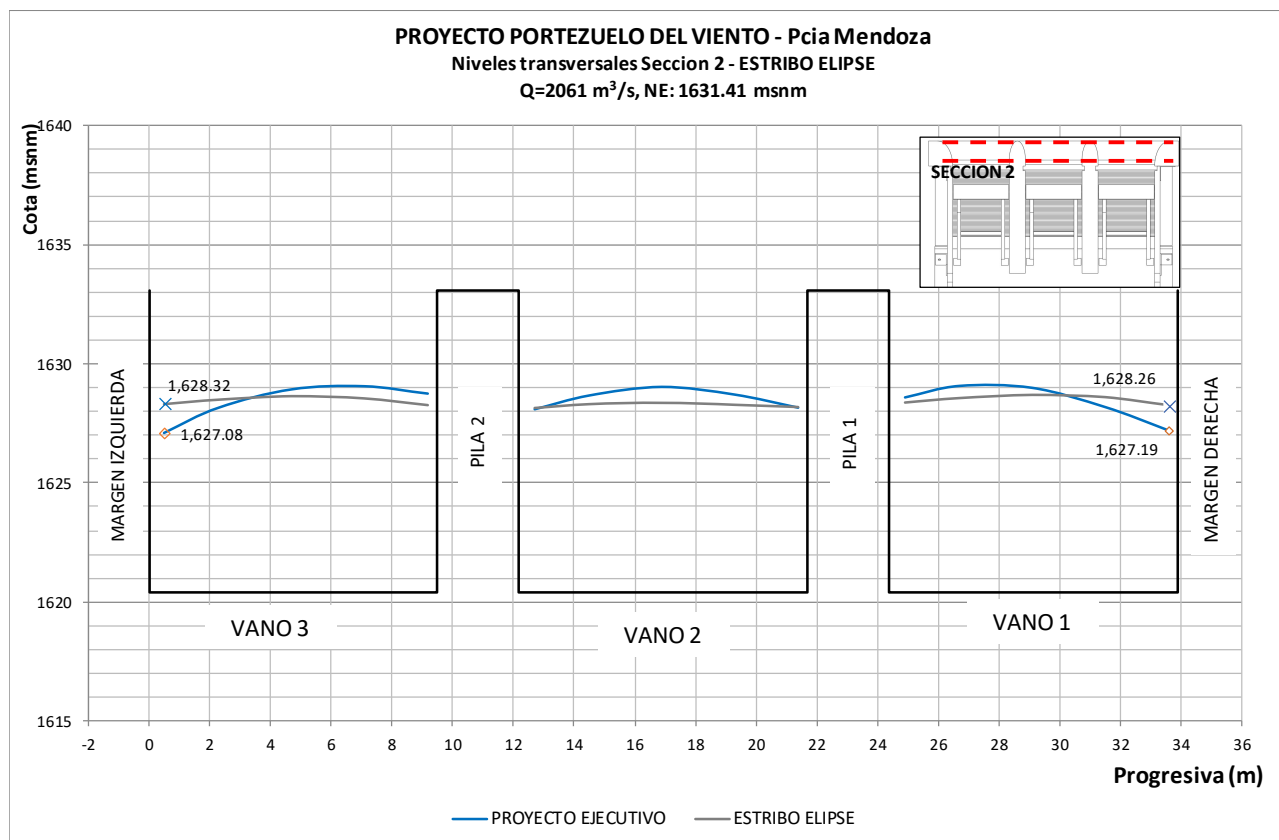 PROYECTO PORTEZUELO DEL VIENTO - Pcia Mendoza
Niveles transversales Seccion 2 - ESTRIBO ELIPSE
Q=2061 m³/s, NE: 1631.41 msnm
Cota (msnm)
1640
1635
1630
1625
1620
1615
SECCION 2
MARGEN IZQUIERDA
1,628.32
1,627.08
PILA 2
PILA 1
1,628.26
1,627.19
MARGEN DERECHA
VANO 3
VANO 2
VANO 1
-2 0 2 4 6 8 10 12 14 16 18 20 22 24 26 28 30 32 34 36
Progresiva (m)
PROYECTO EJECUTIVO
ESTRIBO ELIPSE